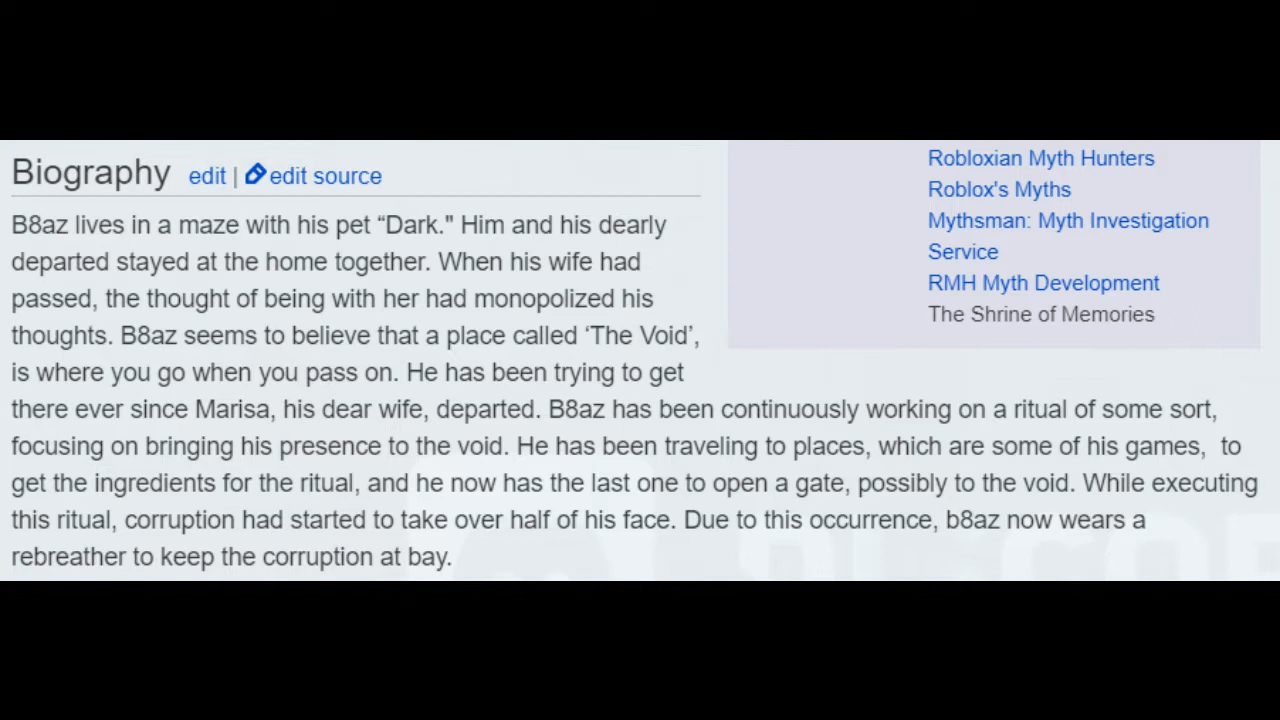 Biography edit | edit source
B8az lives in a maze with his pet “Dark." Him and his dearly
departed stayed at the home together. When his wife had
passed, the thought of being with her had monopolized his
thoughts. B8az seems to believe that a place called ‘The Void’,
is where you go when you pass on. He has been trying to get
there ever since Marisa, his dear wife, departed. B8az has been continuously working on a ritual of some sort,
focusing on bringing his presence to the void. He has been traveling to places, which are some of his games,  to
get the ingredients for the ritual, and he now has the last one to open a gate, possibly to the void. While executing
this ritual, corruption had started to take over half of his face. Due to this occurrence, b8az now wears a
rebreather to keep the corruption at bay.
Robloxian Myth Hunters
Roblox's Myths
Mythsman: Myth Investigation
Service
RMH Myth Development
The Shrine of Memories